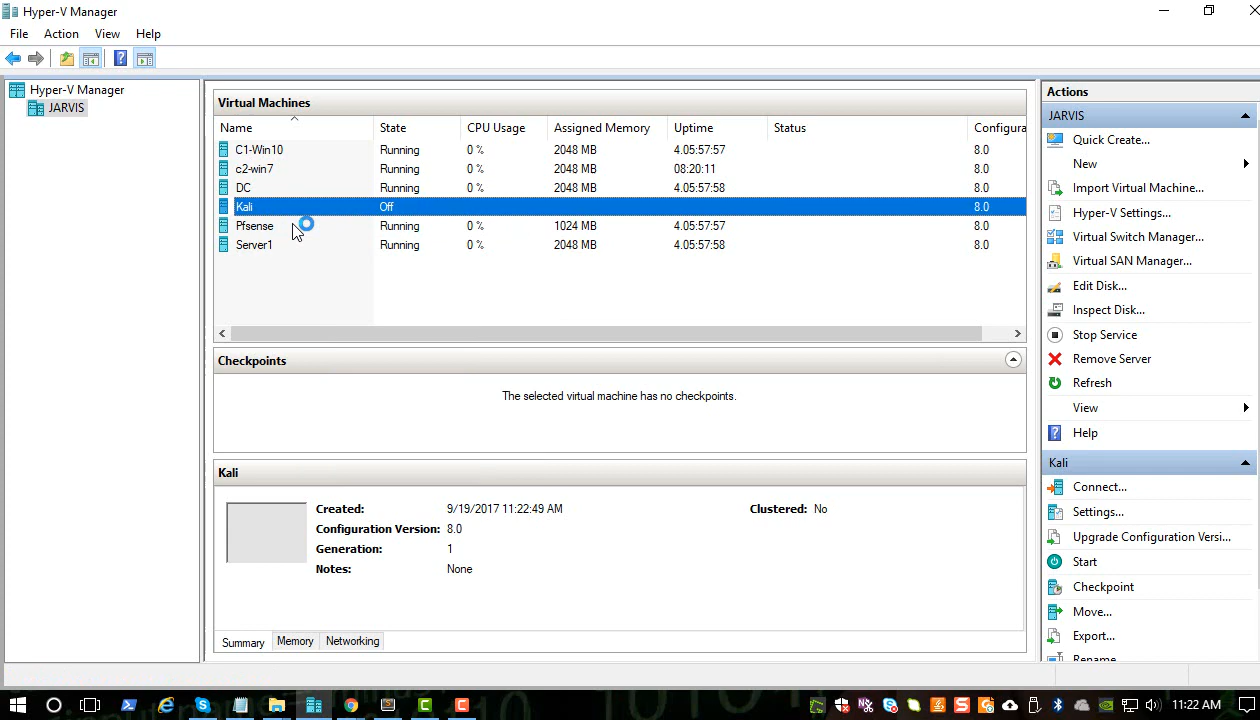 Hyper-V Manager
File Action View Help
Hyper-V Manager
JARVIS
Virtual Machines
Name State CPU Usage Assigned Memory Uptime Status Configura
C1-Win10 Running 0 % 2048 MB 4.05:57:57 8.0
c2-win7 Running 0 % 2048 MB 08:20:11 8.0
DC Running 0 % 2048 MB 4.05:57:58 8.0
Kali Off 8.0
Pfsense Running 0 % 1024 MB 4.05:57:57 8.0
Server1 Running 0 % 2048 MB 4.05:57:58 8.0
Checkpoints
The selected virtual machine has no checkpoints.
Kali
Created: 9/19/2017 11:22:49 AM Clustered: No
Configuration Version: 8.0
Generation: 1
Notes: None
Summary Memory Networking
Actions
JARVIS
Quick Create...
New
Import Virtual Machine...
Hyper-V Settings...
Virtual Switch Manager...
Virtual SAN Manager...
Edit Disk...
Inspect Disk...
Stop Service
Remove Server
Refresh
View
Help
Kali
Connect...
Settings...
Upgrade Configuration Versi...
Start
Checkpoint
Move...
Export...
Rename
11:22 AM